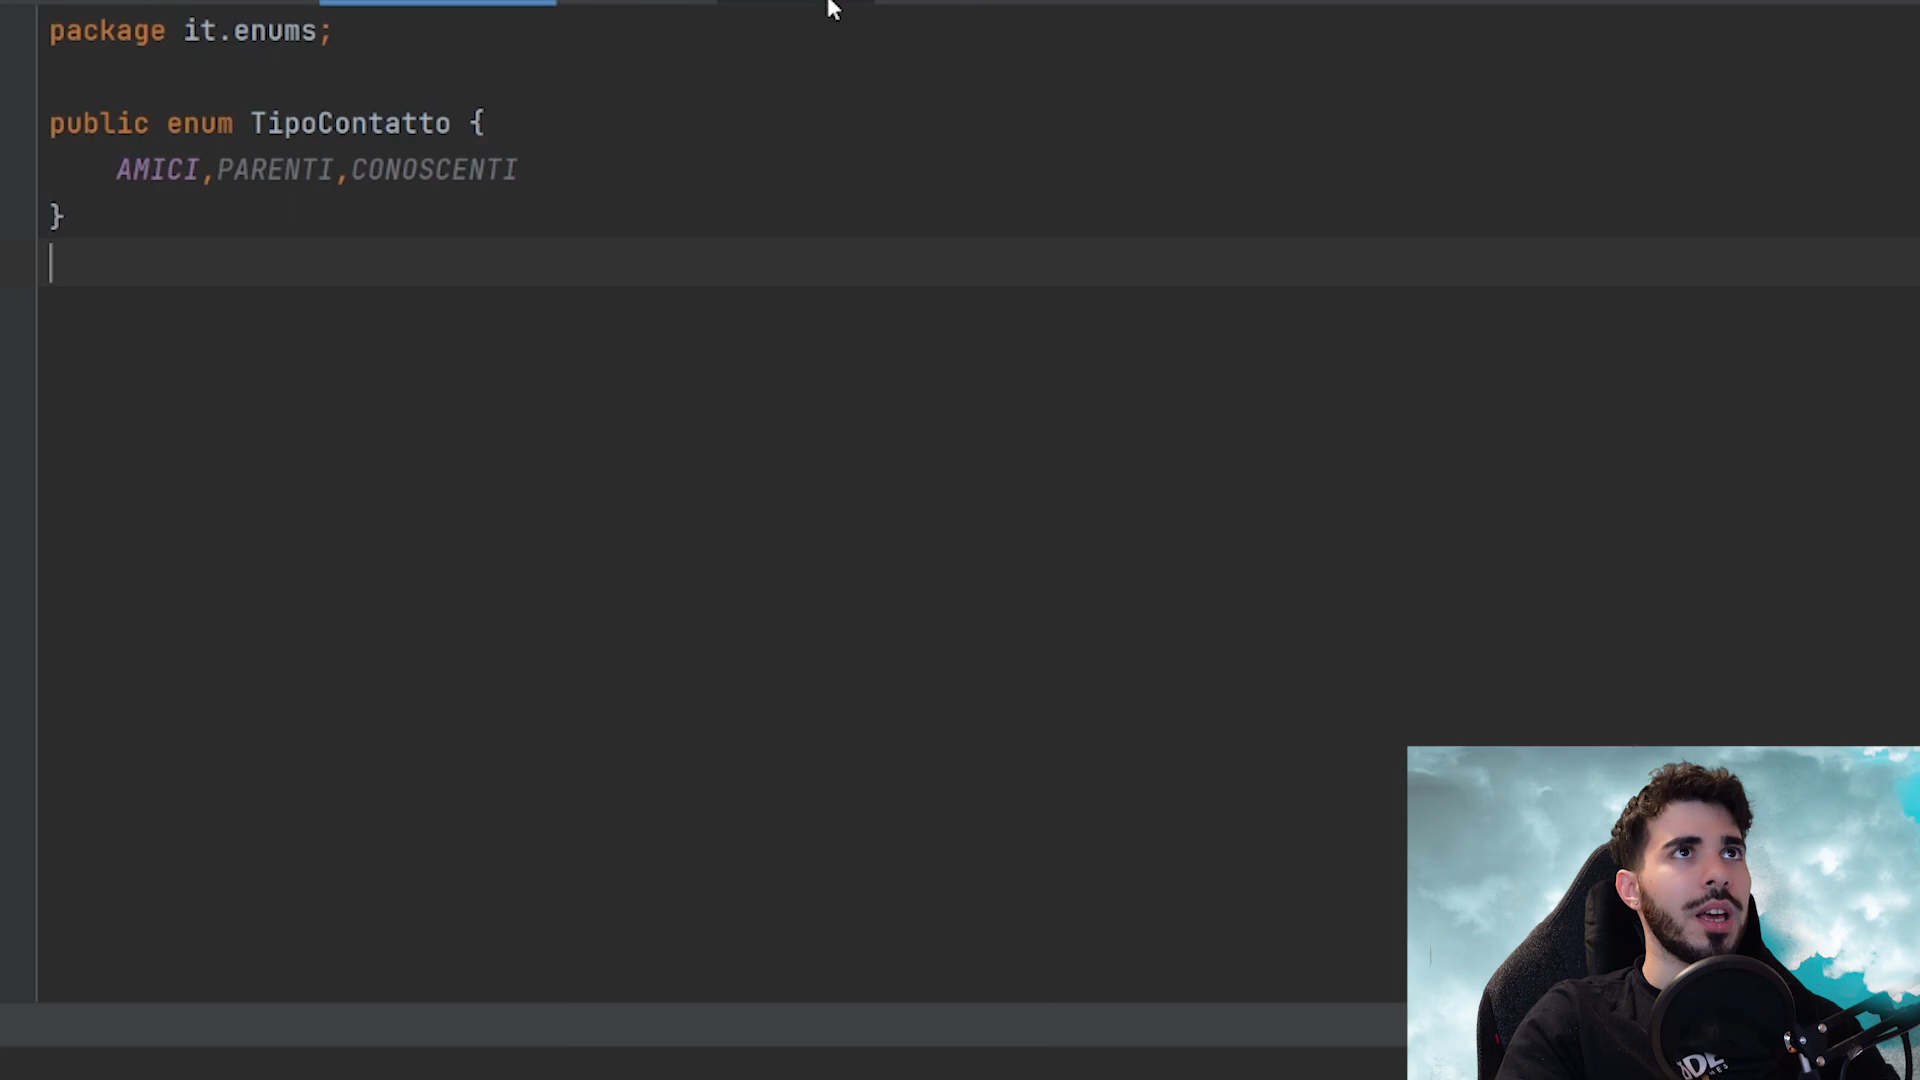 package it.enums;
public enum TipoContatto {
AMICI,PARENTI,CONOSCENTI
}